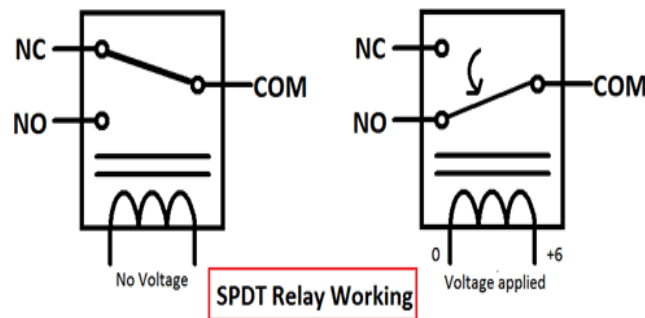 NC
COM
NO
No Voltage
NC
COM
NO
0 +6
Voltage applied
SPDT Relay Working